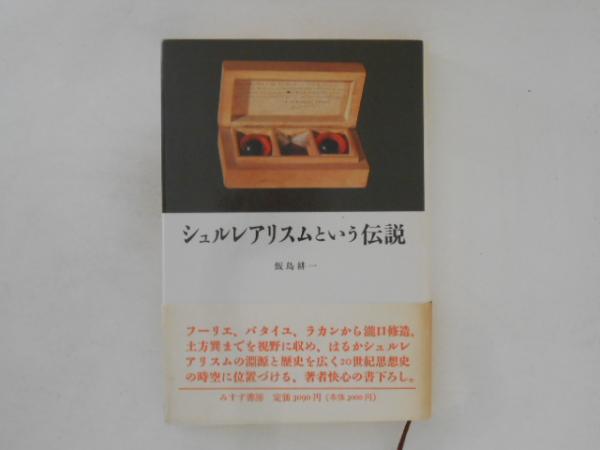 シュルレアリスムという伝説
飯島耕一
フーリエ、バタイユ、ラカンから瀧口修造、
土方巽までを視野に収め、はるかシュルレ
アリスムの淵源と歴史を広く20世紀思想史
の時空に位置づける、著者快心の書下ろし。
みすず書房 定価3090円(本体3000円)